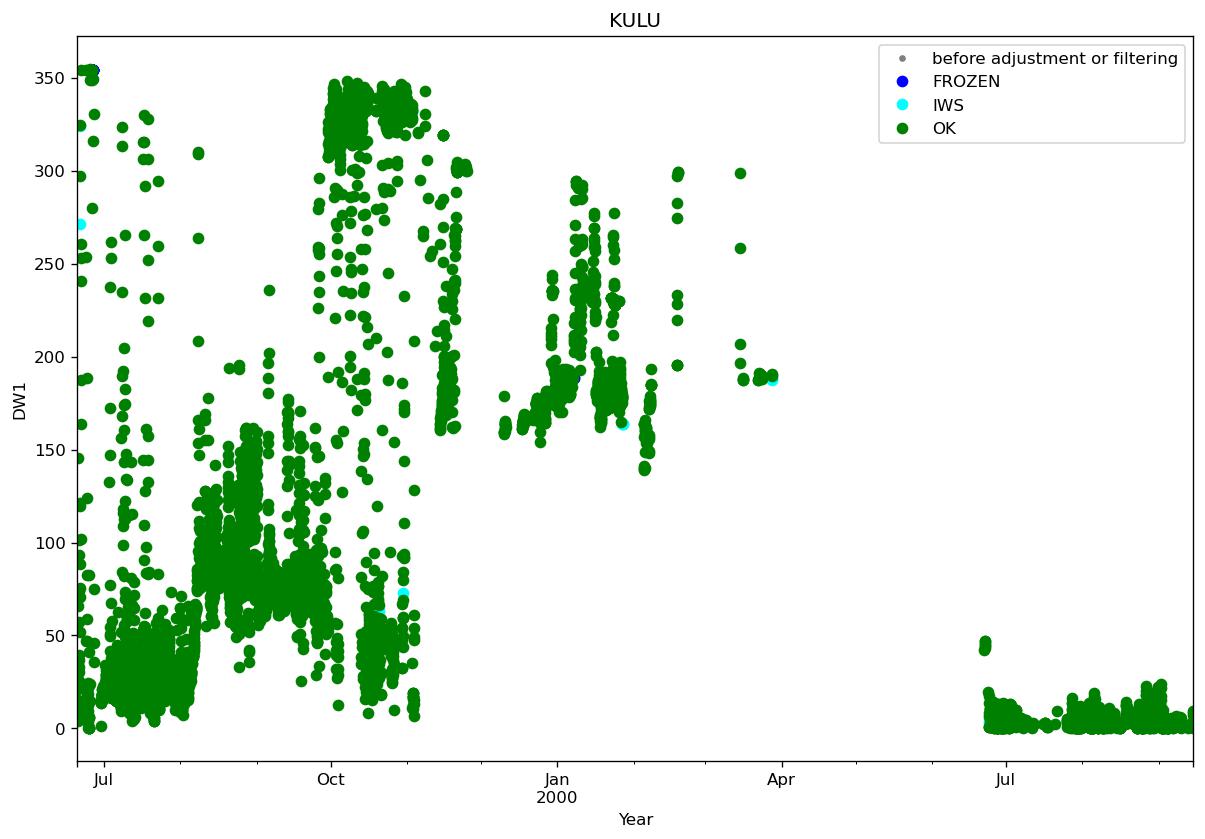 KULU
before adjustment or filtering
FROZEN
IWS
OK
DW1
350
300
250
200
150
100
50
0
Jul
Oct
Jan
2000
Apr
Jul
Year